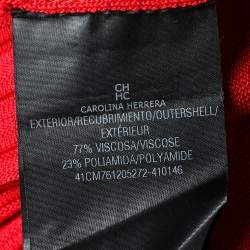 CH
HC
CAROLINA HERRERA
EXTERIOR/RECUBRIMIENTO/OUTERSHELL/
EXTÉRIEUR
77% VISCOSA/VISCOSE
23% POLIAMIDA/POLYAMIDE
41CM761205272-410146